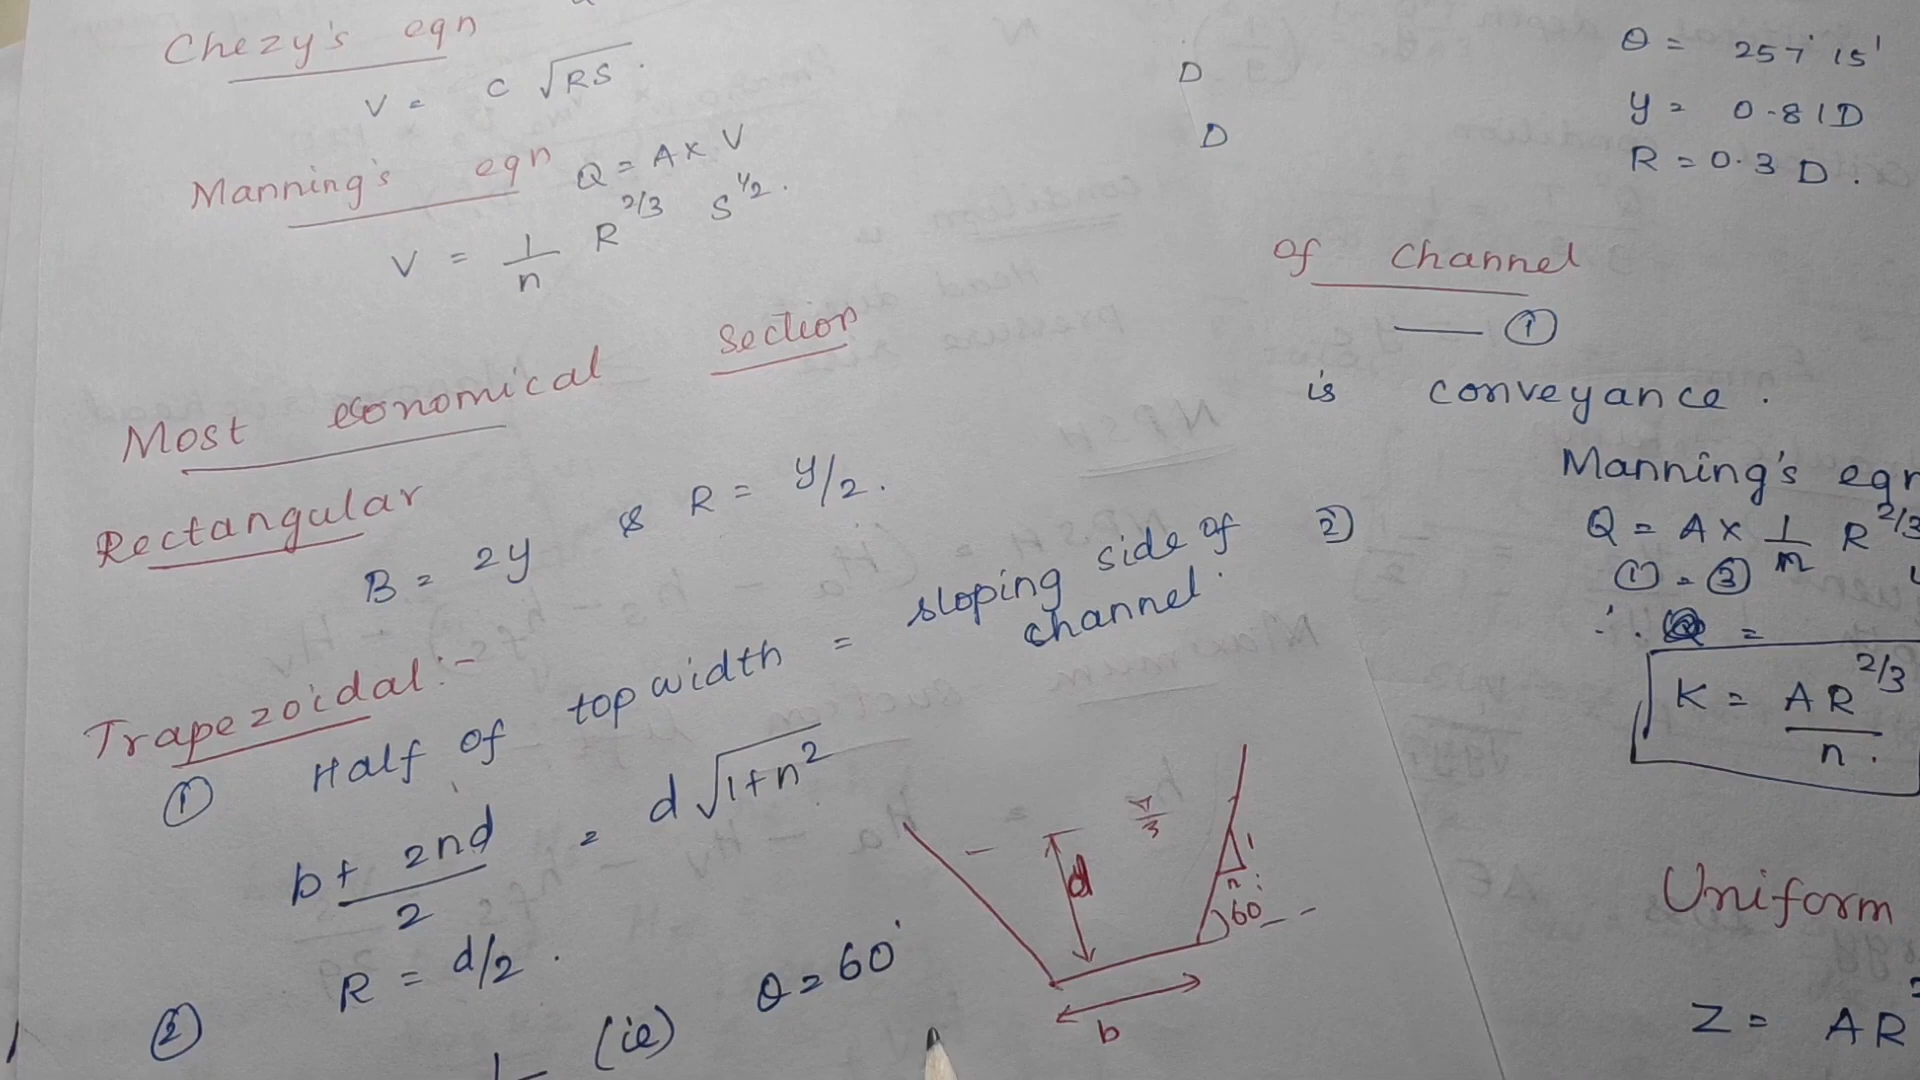 Chezy's eqn
V = C √RS.
Manning's eqn Q = A x V
V = 1/n R^2/3 S^1/2.
Most economical section
Rectangular
B = 2y & R = y/2.
Trapezoidal :-
① Half of top width = sloping side of channel.
b + 2nd / 2 = d √1+n²
② R = d/2.
(ie) θ = 60°
d
b
1
n
60
D
D
θ = 257° 15'
y = 0.81D
R = 0.3 D.
of channel
— ①
is conveyance.
2)
Manning's eqn
Q = A x 1/n R^2/3
① = ②
∴ =
K = AR^2/3 / n.
Uniform
Z = AR